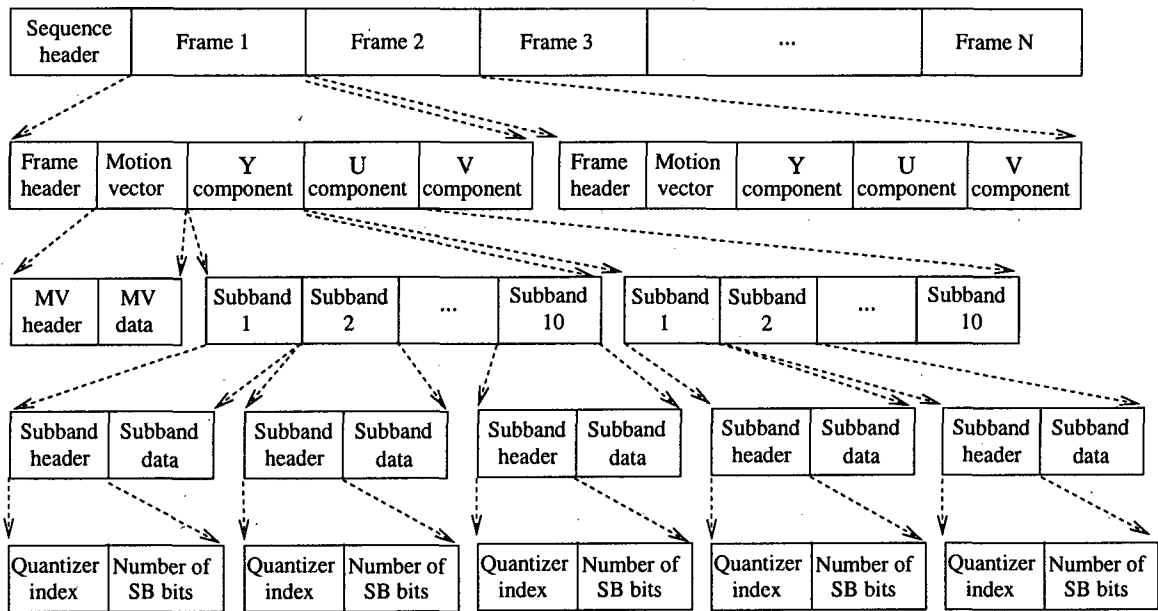 Sequence header
Frame 1
Frame 2
Frame 3
...
Frame N
Frame header
Motion vector
Y component
U component
V component
Frame header
Motion vector
Y component
U component
V component
MV header
MV data
Subband 1
Subband 2
...
Subband 10
Subband 1
Subband 2
...
Subband 10
Subband header
Subband data
Subband header
Subband data
Subband header
Subband data
Subband header
Subband data
Subband header
Subband data
Quantizer index
Number of SB bits
Quantizer index
Number of SB bits
Quantizer index
Number of SB bits
Quantizer index
Number of SB bits
Quantizer index
Number of SB bits